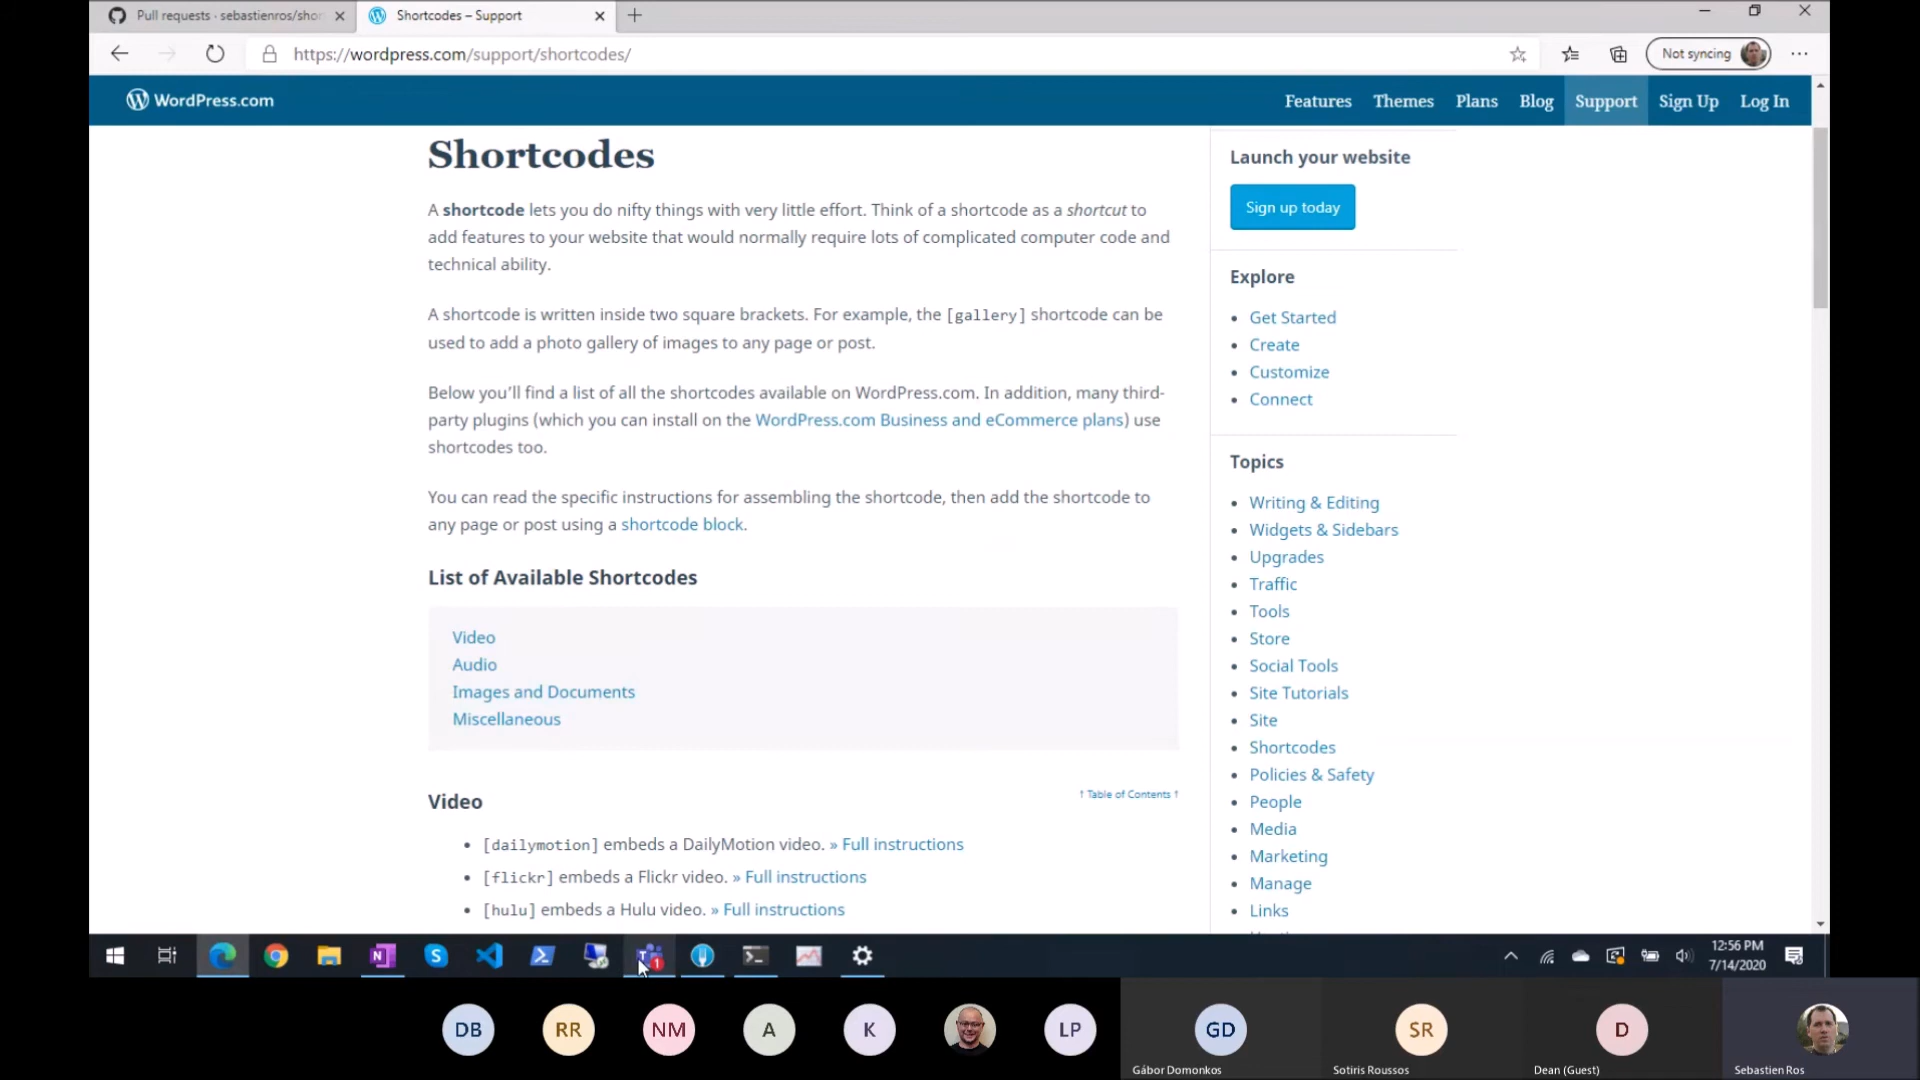 Pull requests · sebastienros/shor
Shortcodes – Support
https://wordpress.com/support/shortcodes/
Not syncing
WordPress.com
Features
Themes
Plans
Blog
Support
Sign Up
Log In
Shortcodes
A shortcode lets you do nifty things with very little effort. Think of a shortcode as a shortcut to
add features to your website that would normally require lots of complicated computer code and
technical ability.
A shortcode is written inside two square brackets. For example, the [gallery] shortcode can be
used to add a photo gallery of images to any page or post.
Below you’ll find a list of all the shortcodes available on WordPress.com. In addition, many third-
party plugins (which you can install on the WordPress.com Business and eCommerce plans) use
shortcodes too.
You can read the specific instructions for assembling the shortcode, then add the shortcode to
any page or post using a shortcode block.
List of Available Shortcodes
Video
Audio
Images and Documents
Miscellaneous
Video
↑ Table of Contents ↑
[dailymotion] embeds a DailyMotion video. » Full instructions
[flickr] embeds a Flickr video. » Full instructions
[hulu] embeds a Hulu video. » Full instructions
Launch your website
Sign up today
Explore
Get Started
Create
Customize
Connect
Topics
Writing & Editing
Widgets & Sidebars
Upgrades
Traffic
Tools
Store
Social Tools
Site Tutorials
Site
Shortcodes
Policies & Safety
People
Media
Marketing
Manage
Links
12:56 PM
7/14/2020
DB
RR
NM
A
K
LP
GD
SR
D
Gábor Domonkos
Sotiris Roussos
Dean (Guest)
Sebastien Ros